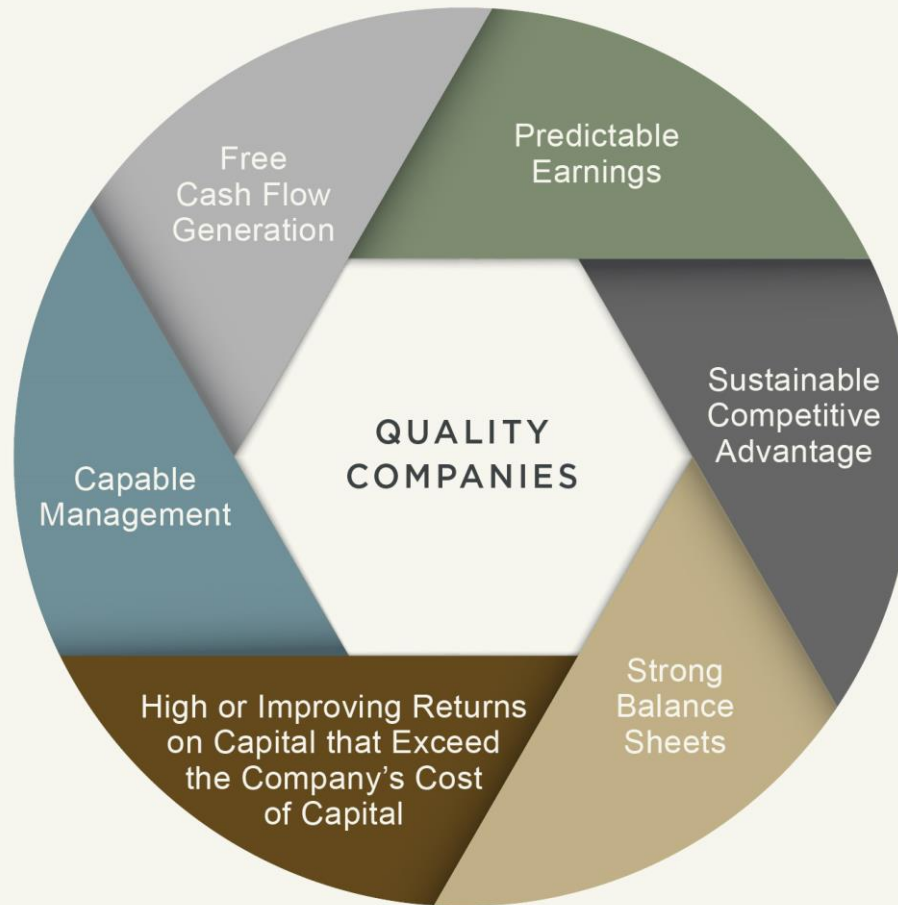 Free
Cash Flow
Generation
Predictable
Earnings
Sustainable
Competitive
Advantage
QUALITY
COMPANIES
Capable
Management
Strong
Balance
Sheets
High or Improving Returns
on Capital that Exceed
the Company’s Cost
of Capital